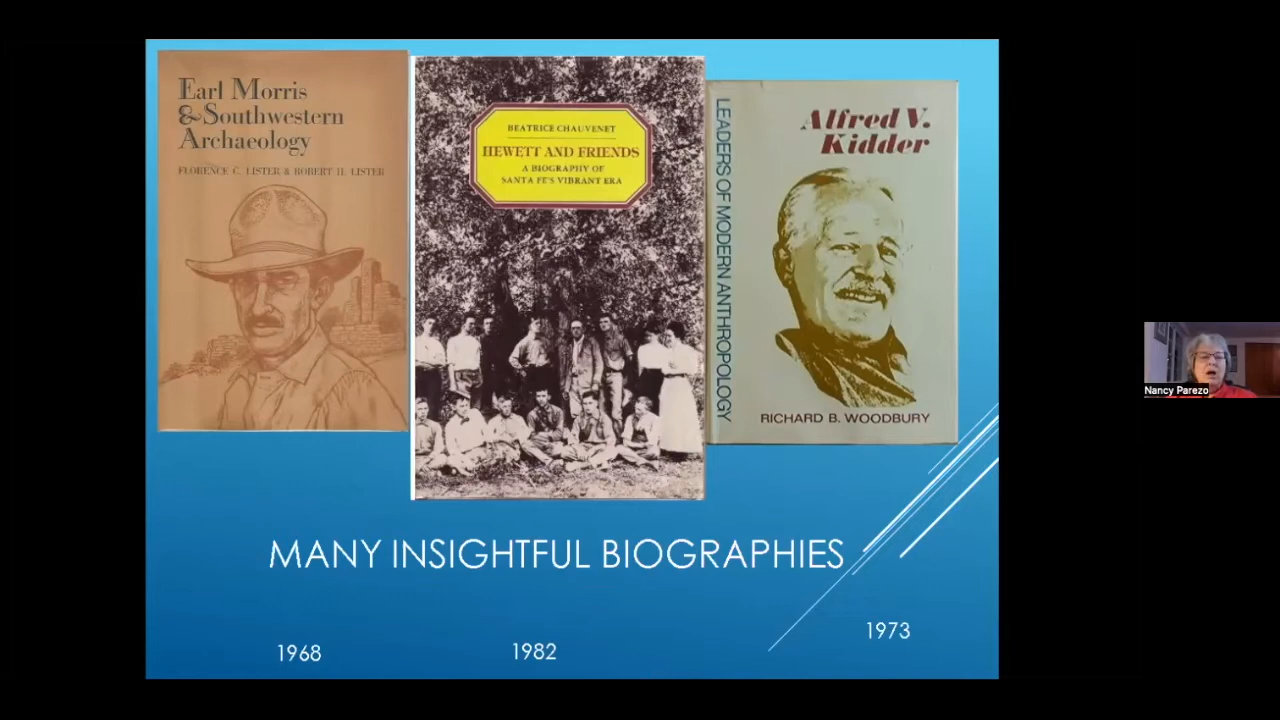 Earl Morris
& Southwestern
Archaeology
FLORENCE C. LISTER & ROBERT H. LISTER
BEATRICE CHAUVENET
HEWETT AND FRIENDS
A BIOGRAPHY OF
SANTA FE'S VIBRANT ERA
LEADERS OF MODERN ANTHROPOLOGY
Alfred V.
Kidder
RICHARD B. WOODBURY
MANY INSIGHTFUL BIOGRAPHIES
1968
1982
1973
Nancy Parezo